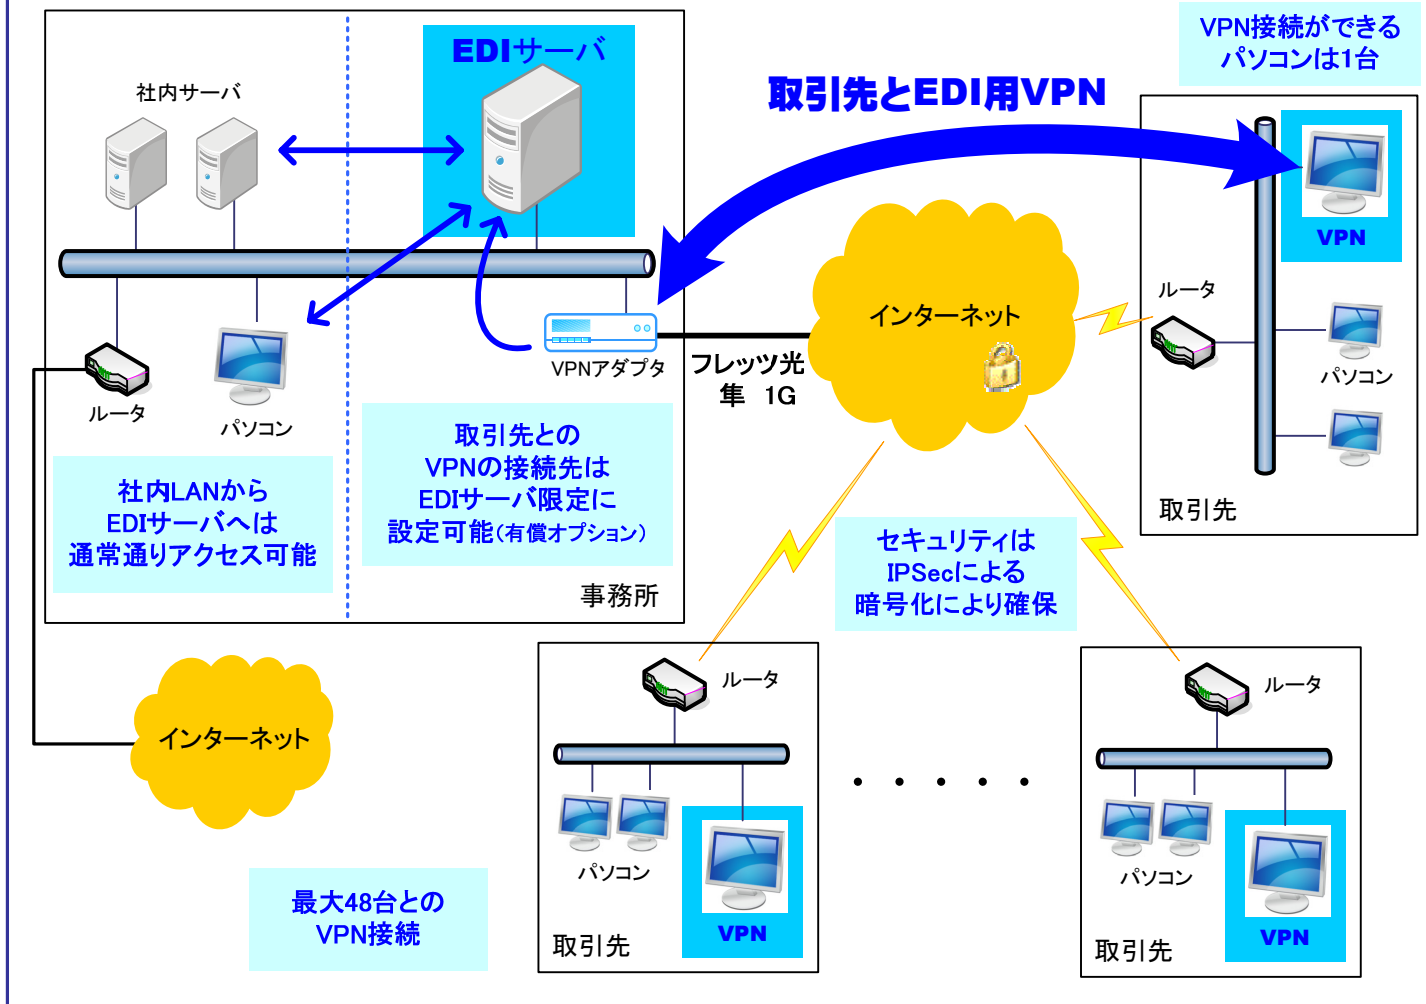 EDIサーバ
社内サーバ
取引先とEDI用VPN
VPN接続ができる
パソコンは1台
VPN
ルータ
パソコン
取引先
インターネット
フレッツ光
隼 1G
VPNアダプタ
ルータ
パソコン
社内LANから
EDIサーバへは
通常通りアクセス可能
取引先との
VPNの接続先は
EDIサーバ限定に
設定可能(有償オプション)
事務所
セキュリティは
IPSecによる
暗号化により確保
インターネット
最大48台との
VPN接続
ルータ
パソコン
VPN
取引先
・・・・・
ルータ
パソコン
VPN
取引先